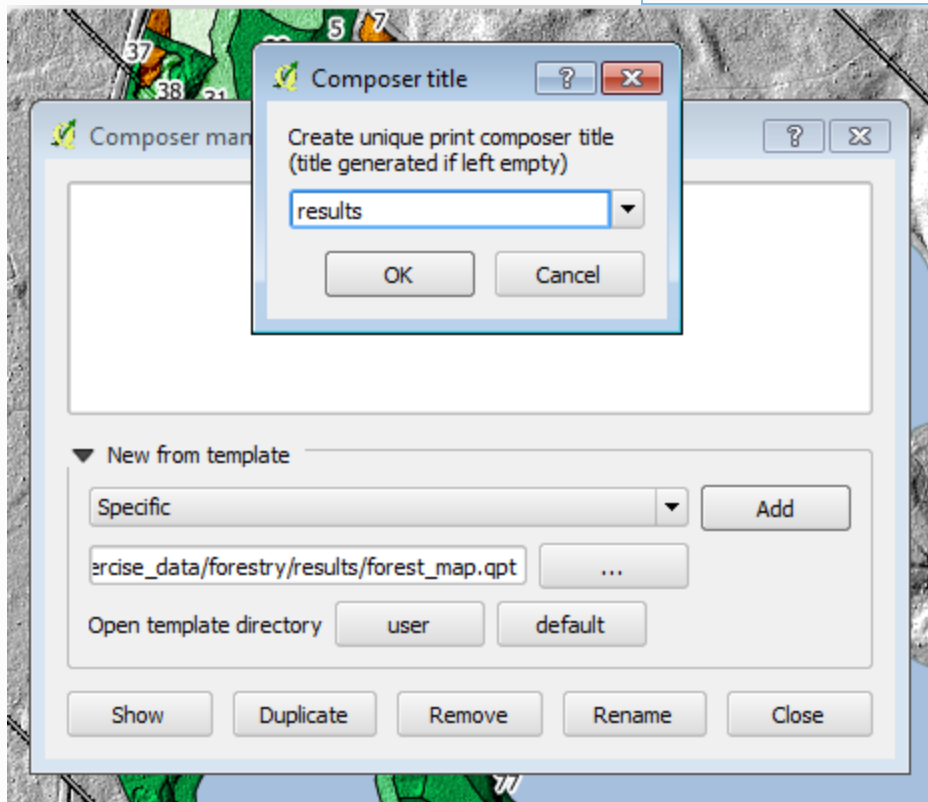 5 7
37
38
21
Composer title
Composer man
Create unique print composer title
(title generated if left empty)
results
OK Cancel
New from template
Specific
Add
ercise_data/forestry/results/forest_map.qpt
...
Open template directory user default
Show Duplicate Remove Rename Close
77